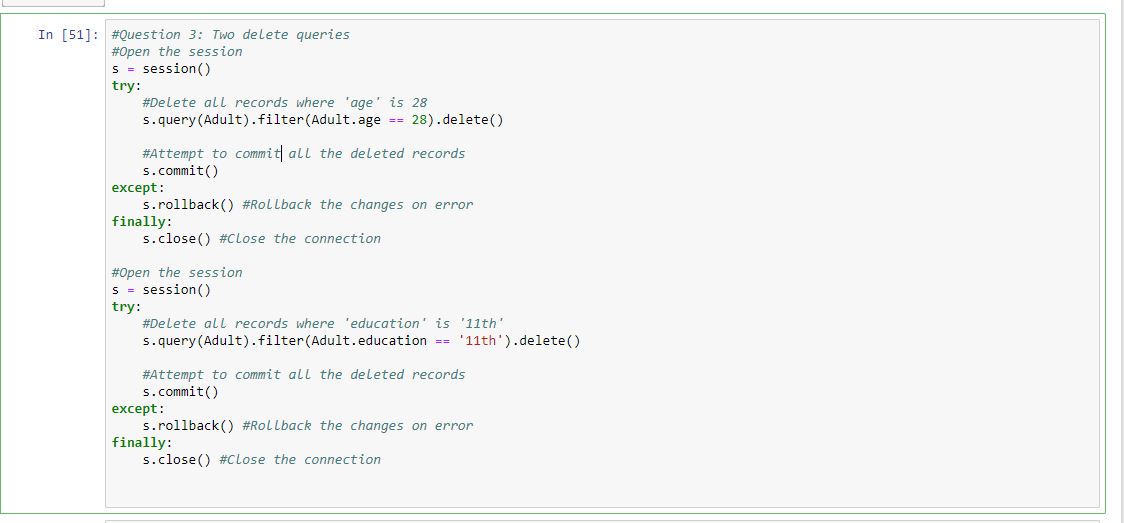 In [51]: #Question 3: Two delete queries
#Open the session
s = session()
try:
    #Delete all records where 'age' is 28
    s.query(Adult).filter(Adult.age == 28).delete()

    #Attempt to commit all the deleted records
    s.commit()
except:
    s.rollback() #Rollback the changes on error
finally:
    s.close() #Close the connection

#Open the session
s = session()
try:
    #Delete all records where 'education' is '11th'
    s.query(Adult).filter(Adult.education == '11th').delete()

    #Attempt to commit all the deleted records
    s.commit()
except:
    s.rollback() #Rollback the changes on error
finally:
    s.close() #Close the connection